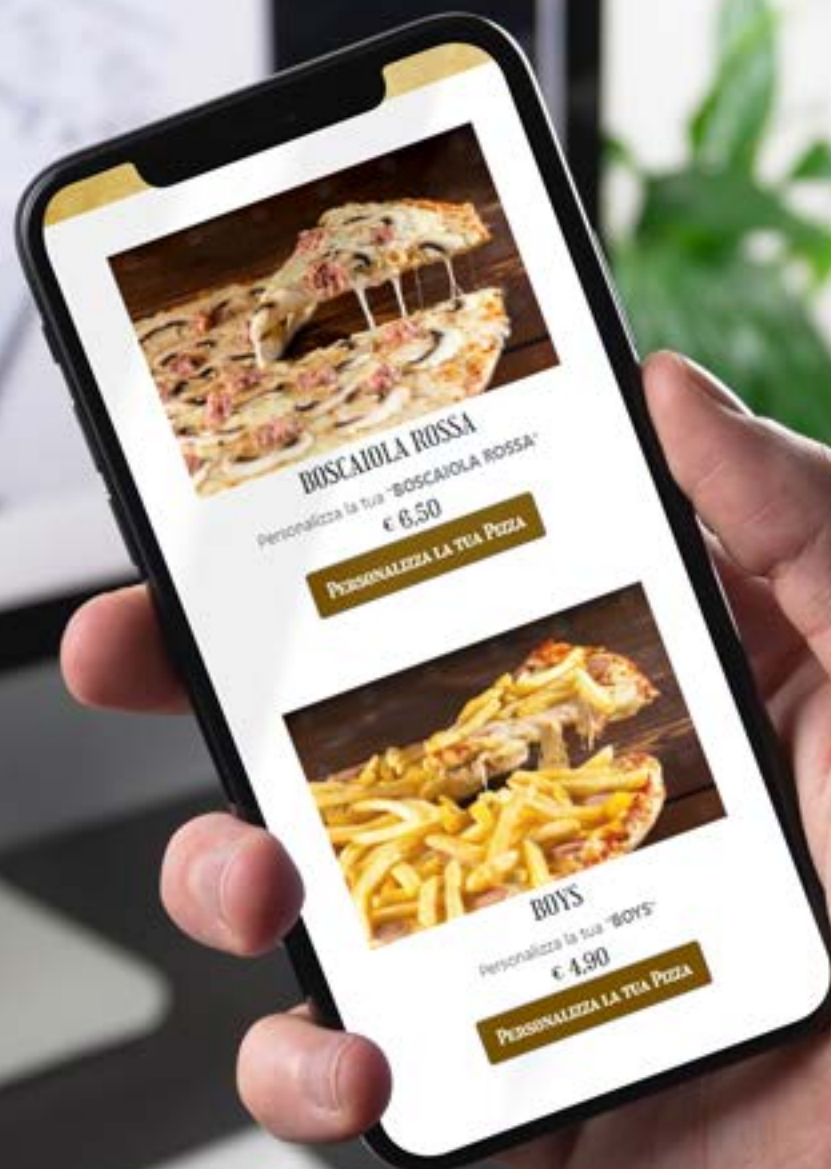 BOSCAIOLA ROSSA
Personalizza la tua "BOSCAIOLA ROSSA"
€ 6.50
PERSONALIZZA LA TUA PIZZA
BOYS
Personalizza la tua "BOYS"
€ 4.90
PERSONALIZZA LA TUA PIZZA